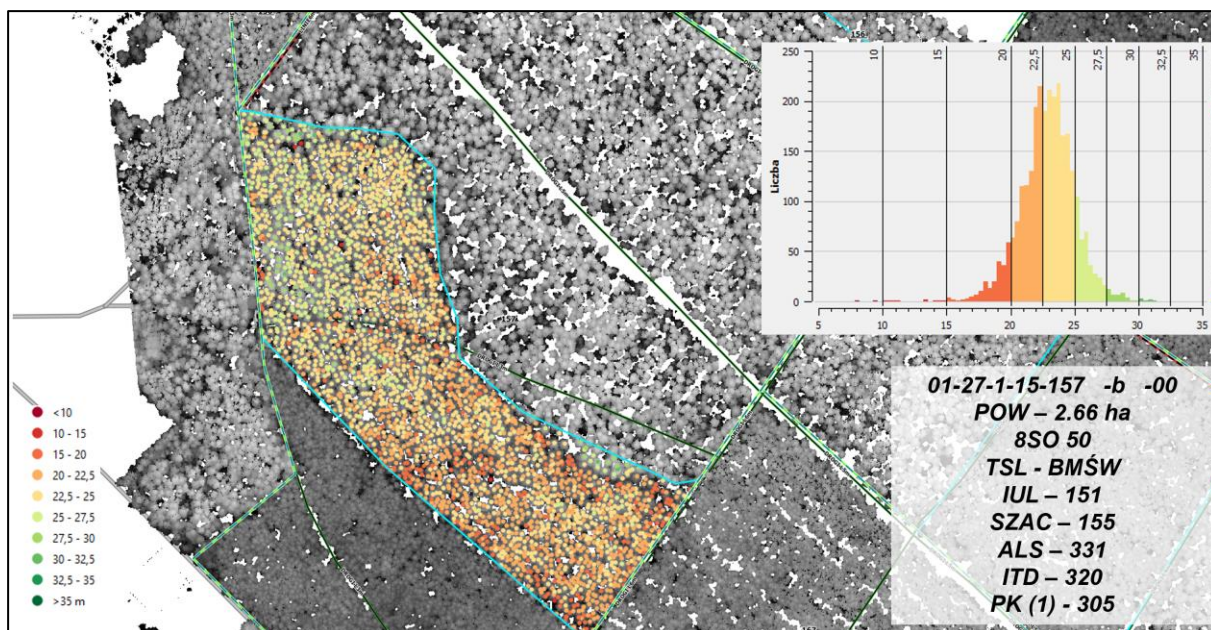 156
250
200
150
100
50
0
Liczba
10
15
20
22,5
25
27,5
30
32,5
35
5
10
15
20
25
30
35
157
<10
10 - 15
15 - 20
20 - 22,5
22,5 - 25
25 - 27,5
27,5 - 30
30 - 32,5
32,5 - 35
>35 m
01-27-1-15-157 -b -00
POW – 2.66 ha
8SO 50
TSL - BMŚW
IUL – 151
SZAC – 155
ALS – 331
ITD – 320
PK (1) - 305